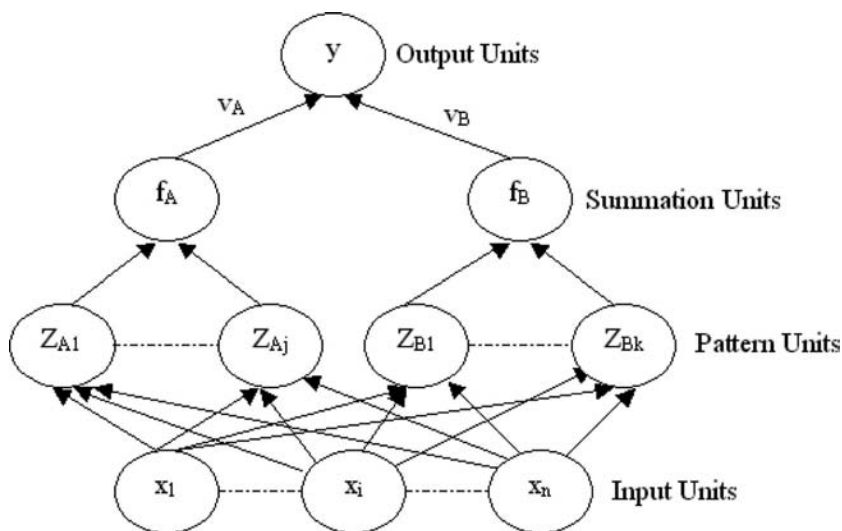 y Output Units
vA vB
fA fB Summation Units
ZA1 ZAj ZB1 ZBk Pattern Units
x1 xi xn Input Units